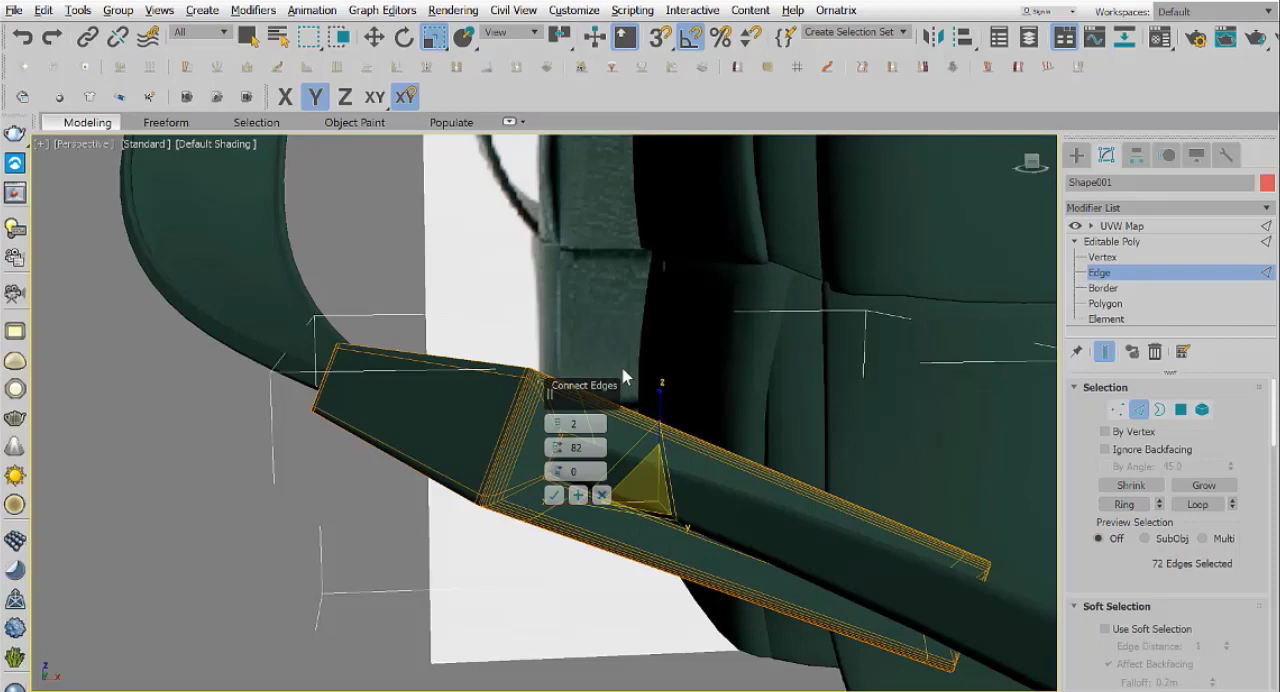 File Edit Tools Group Views Create Modifiers Animation Graph Editors Rendering Civil View Customize Scripting Interactive Content Help Ornatrix Sign In Workspaces: Default
All View Create Selection Set
X Y Z XY XY
Modeling Freeform Selection Object Paint Populate
[+] [Perspective] [Standard] [Default Shading]
Shape001
Modifier List
UVW Map
Editable Poly
Vertex
Edge
Border
Polygon
Element
Selection
By Vertex
Ignore Backfacing
By Angle: 45.0
Shrink Grow
Ring Loop
Preview Selection
Off SubObj Multi
72 Edges Selected
Soft Selection
Use Soft Selection
Edge Distance: 1
Affect Backfacing
Falloff: 0.2m
Connect Edges
2
82
0
z
y
z
x